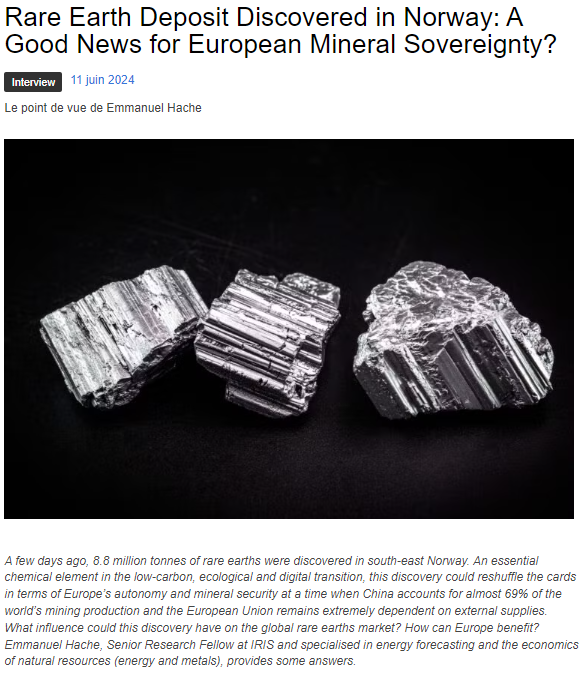 Rare Earth Deposit Discovered in Norway: A
Good News for European Mineral Sovereignty?
Interview 11 juin 2024
Le point de vue de Emmanuel Hache
A few days ago, 8.8 million tonnes of rare earths were discovered in south-east Norway. An essential
chemical element in the low-carbon, ecological and digital transition, this discovery could reshuffle the cards
in terms of Europe's autonomy and mineral security at a time when China accounts for almost 69% of the
world's mining production and the European Union remains extremely dependent on external supplies.
What influence could this discovery have on the global rare earths market? How can Europe benefit?
Emmanuel Hache, Senior Research Fellow at IRIS and specialised in energy forecasting and the economics
of natural resources (energy and metals), provides some answers.